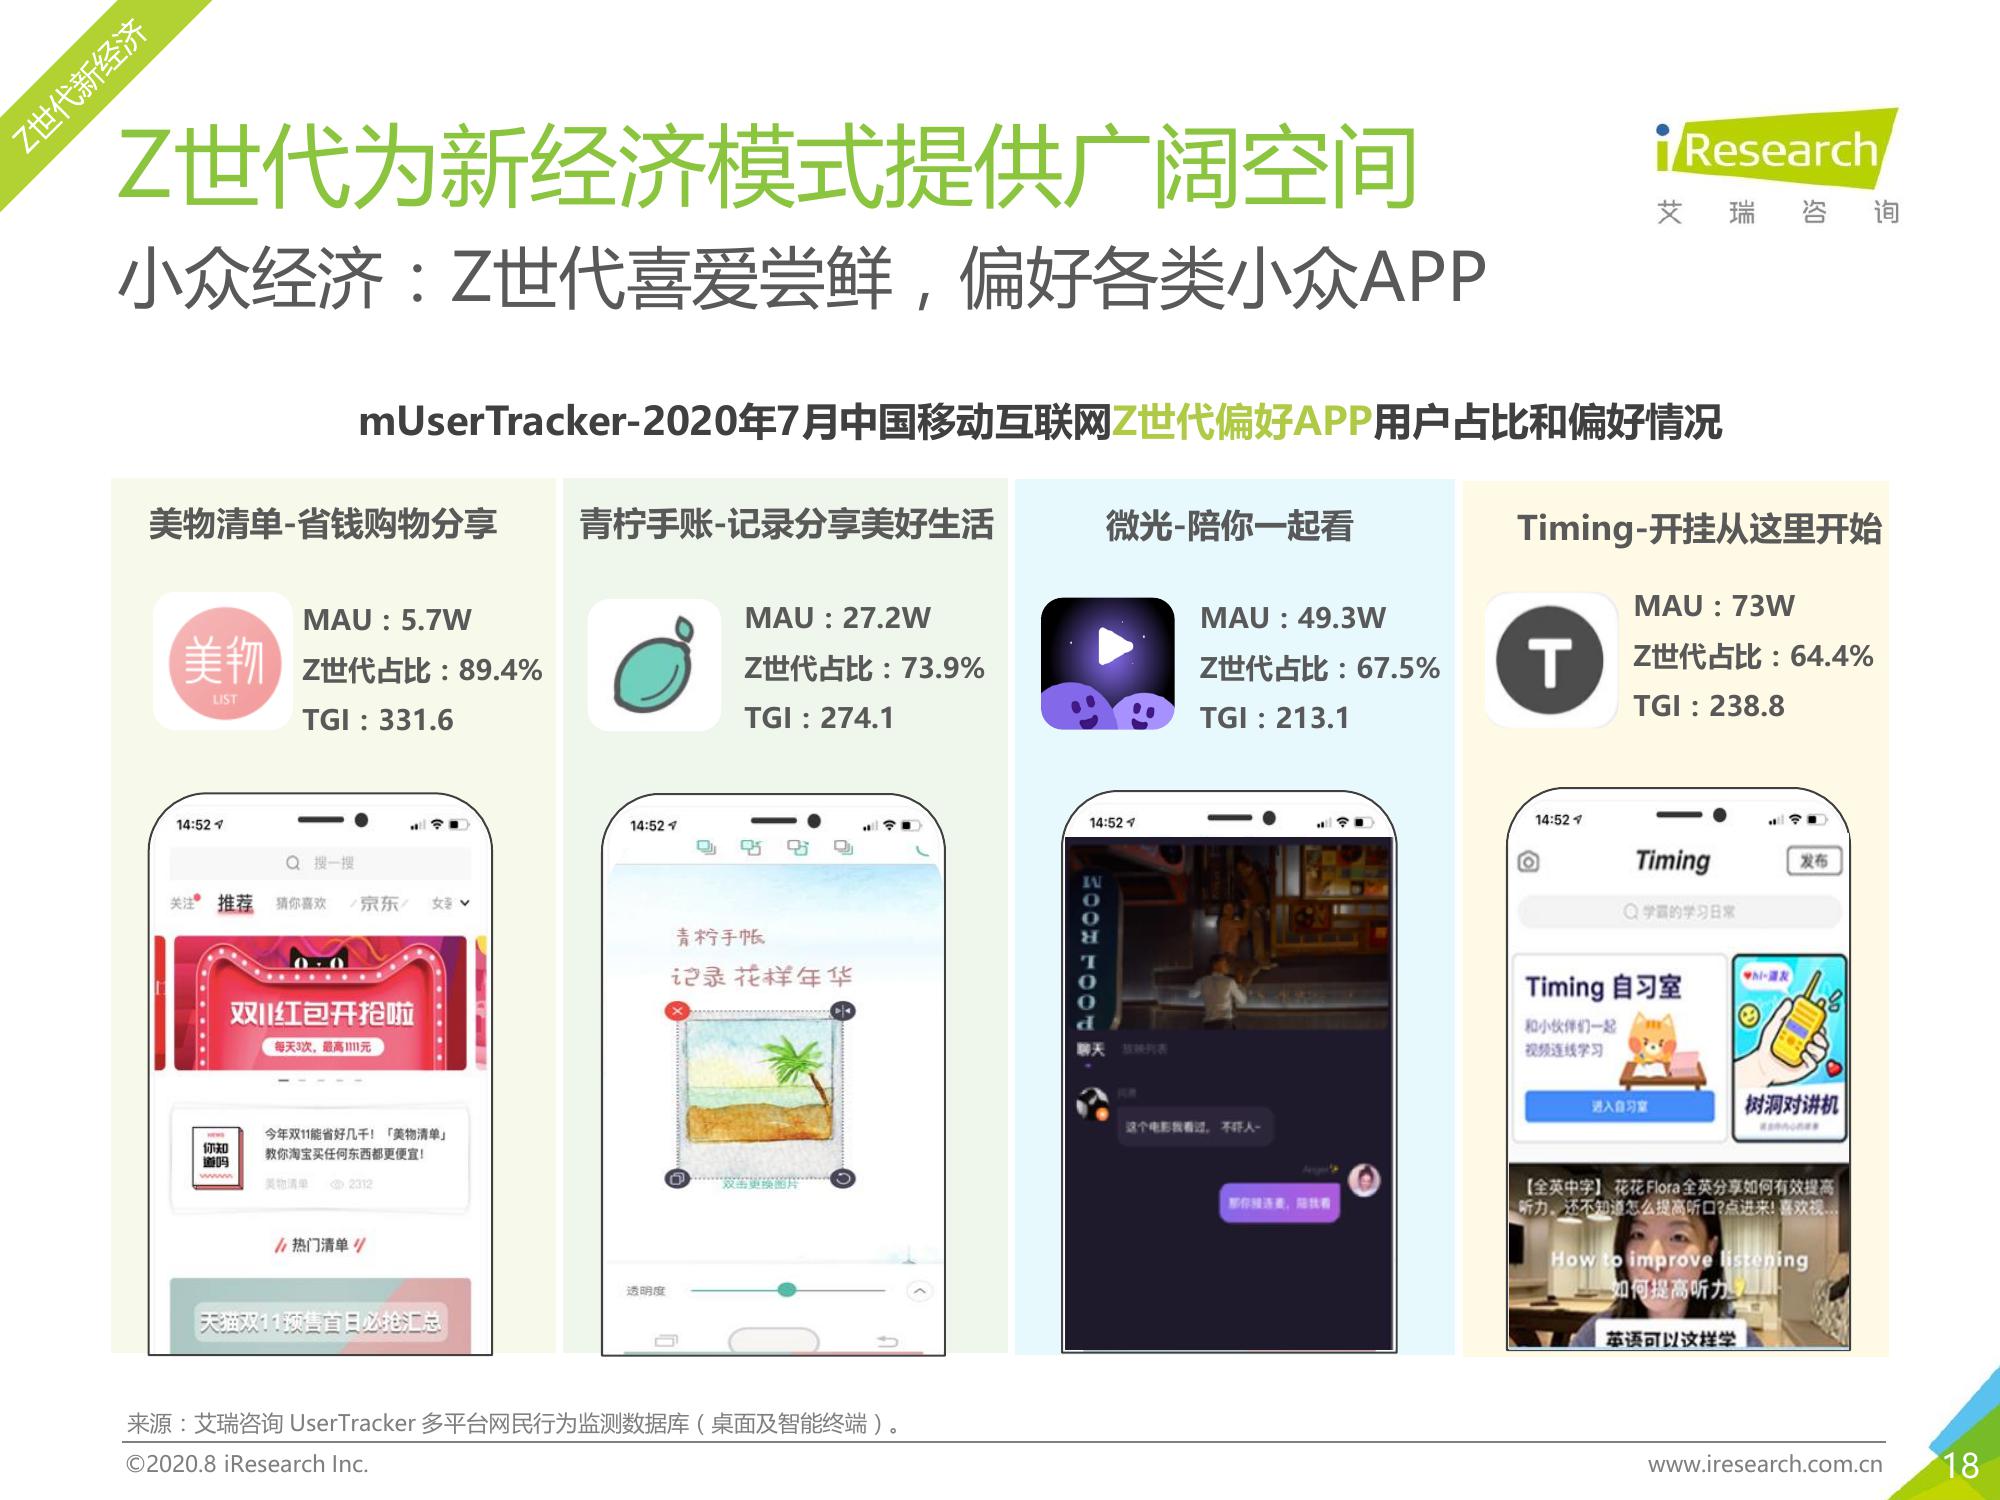 Z世代新经济
Z世代为新经济模式提供广阔空间
iResearch
艾瑞咨询
小众经济：Z世代喜爱尝鲜，偏好各类小众APP
mUserTracker-2020年7月中国移动互联网Z世代偏好APP用户占比和偏好情况
美物清单-省钱购物分享
美物
LIST
MAU：5.7W
Z世代占比：89.4%
TGI：331.6
14:52
搜一搜
关注 推荐 猜你喜欢 京东
双11红包开抢啦
每天3次，最高1111元
NEWS
你知
道吗
今年双11能省好几千！「美物清单」
教你淘宝买任何东西都更便宜！
美物清单 2312
热门清单
天猫双11预售首日必抢汇总
青柠手账-记录分享美好生活
MAU：27.2W
Z世代占比：73.9%
TGI：274.1
14:52
青柠手帐
记录花样年华
双击更换图片
透明度
微光-陪你一起看
MAU：49.3W
Z世代占比：67.5%
TGI：213.1
14:52
聊天 放映列表
这个电影我看过，不吓人~
Anger
那你接连麦，陪我看
Timing-开挂从这里开始
T
MAU：73W
Z世代占比：64.4%
TGI：238.8
14:52
Timing
发布
学霸的学习日常
Timing 自习室
和小伙伴们一起
视频连线学习
进入自习室
hi~道友
树洞对讲机
【全英中字】 花花Flora全英分享如何有效提高
听力。还不知道怎么提高听口?点进来! 喜欢视...
How to improve listening
如何提高听力
英语可以这样学
来源：艾瑞咨询 UserTracker 多平台网民行为监测数据库（桌面及智能终端）。
©2020.8 iResearch Inc.
www.iresearch.com.cn
18